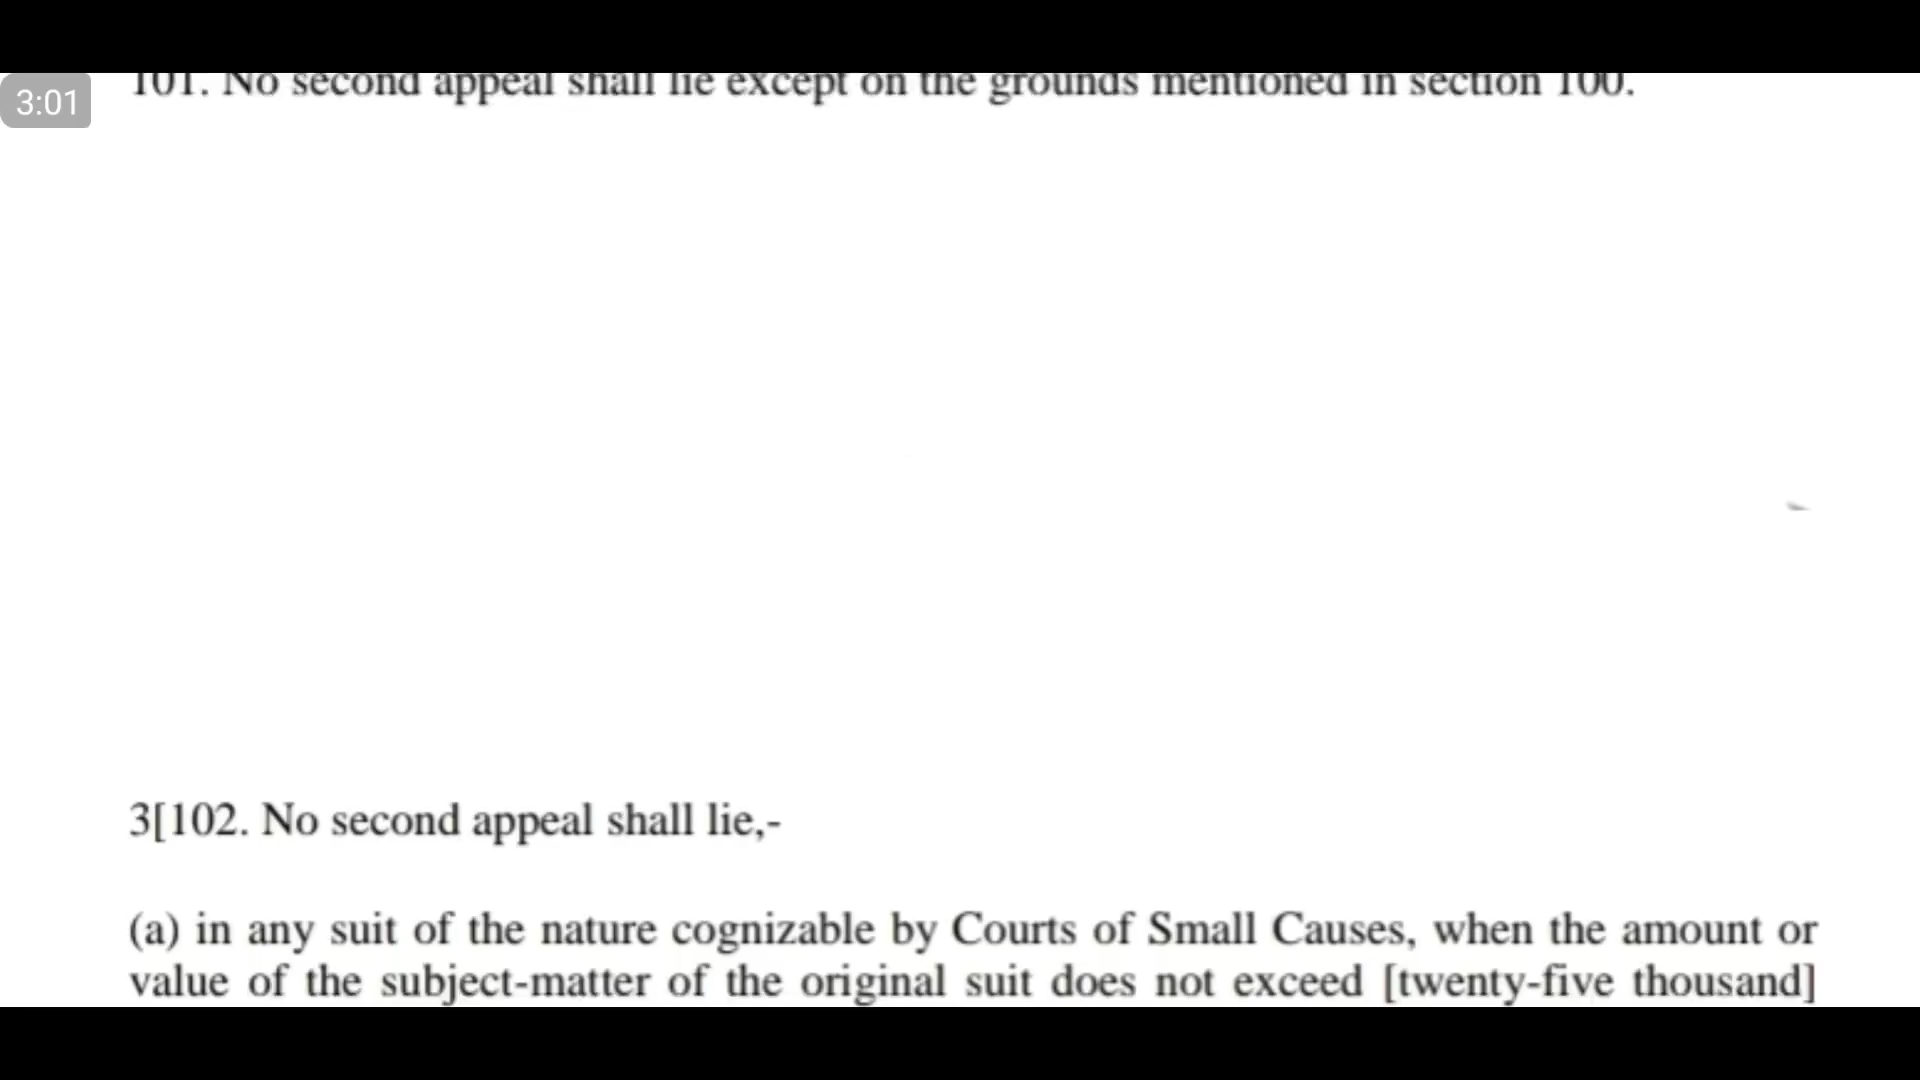 101. No second appeal shall lie except on the grounds mentioned in section 100.
3:01
3[102. No second appeal shall lie,-
(a) in any suit of the nature cognizable by Courts of Small Causes, when the amount or
value of the subject-matter of the original suit does not exceed [twenty-five thousand]